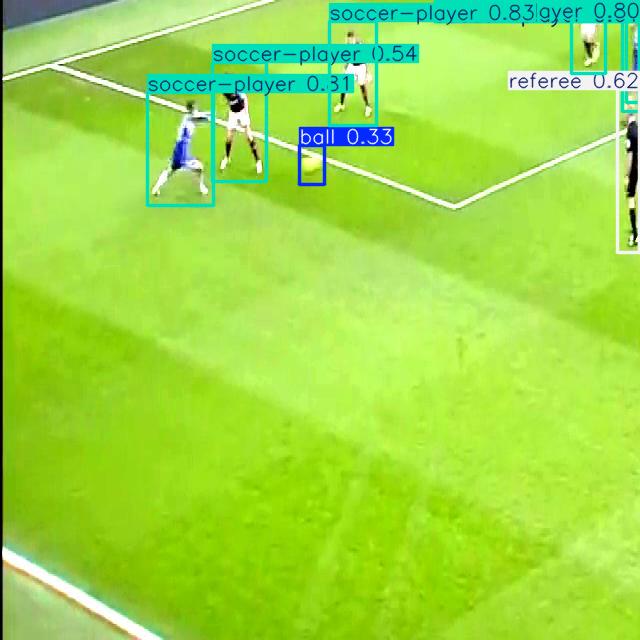 soccer-player 0.83
ayer 0.80
soccer-player 0.54
soccer-player 0.81
referee 0.62
ball 0.33